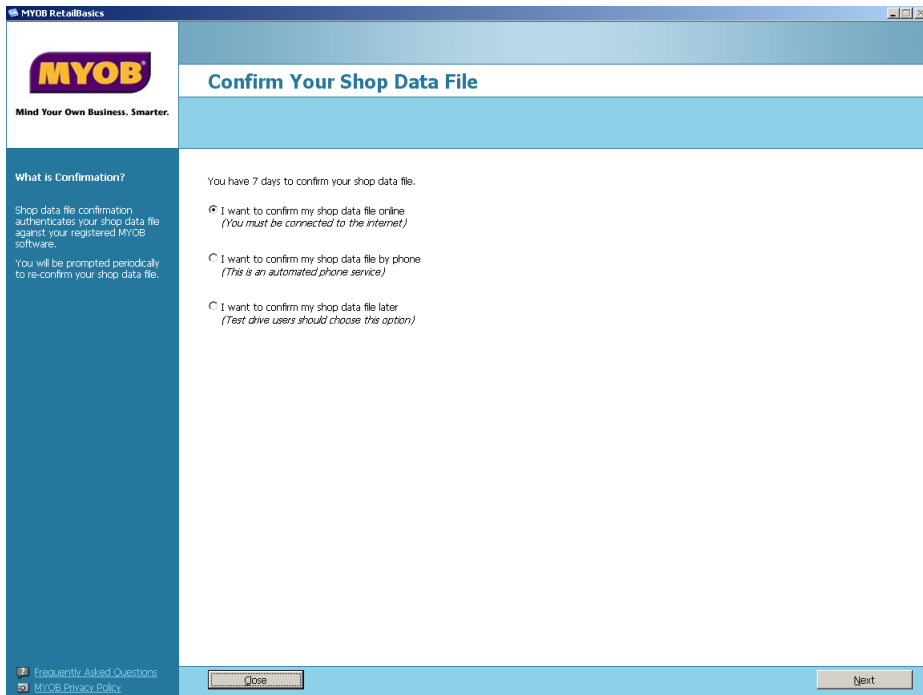 MYOB RetailBasics
MYOB
Mind Your Own Business. Smarter.
Confirm Your Shop Data File
What is Confirmation?
Shop data file confirmation
authenticates your shop data file
against your registered MYOB
software.
You will be prompted periodically
to re-confirm your shop data file.
You have 7 days to confirm your shop data file.
I want to confirm my shop data file online
(You must be connected to the internet)
I want to confirm my shop data file by phone
(This is an automated phone service)
I want to confirm my shop data file later
(Test drive users should choose this option)
Frequently Asked Questions
MYOB Privacy Policy
Close
Next